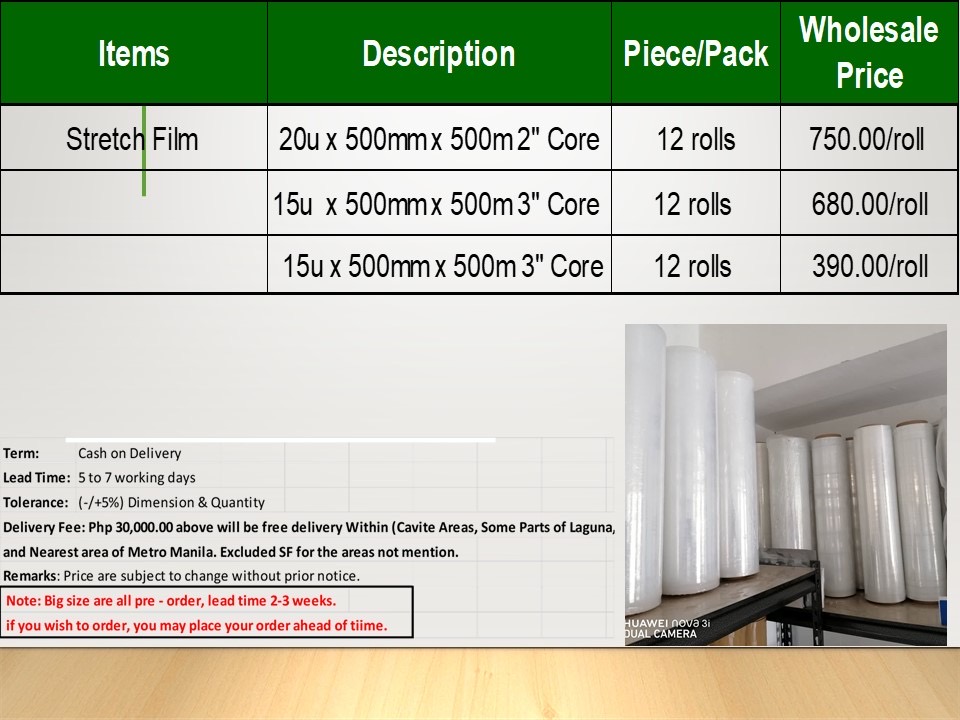 Items Description Piece/Pack Wholesale Price
Stretch Film 20u x 500mm x 500m 2" Core 12 rolls 750.00/roll
15u x 500mm x 500m 3" Core 12 rolls 680.00/roll
15u x 500mm x 500m 3" Core 12 rolls 390.00/roll
Term: Cash on Delivery
Lead Time: 5 to 7 working days
Tolerance: (-/+5%) Dimension & Quantity
Delivery Fee: Php 30,000.00 above will be free delivery Within (Cavite Areas, Some Parts of Laguna,
and Nearest area of Metro Manila. Excluded SF for the areas not mention.
Remarks: Price are subject to change without prior notice.
Note: Big size are all pre - order, lead time 2-3 weeks.
if you wish to order, you may place your order ahead of tiime.
HUAWEI nova 3i
DUAL CAMERA